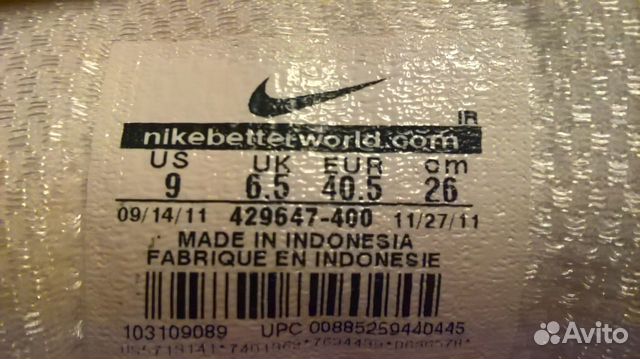 IR
nikebetterworld.com
US UK EUR cm
9 6.5 40.5 26
09/14/11 429647-400 11/27/11
MADE IN INDONESIA
FABRIQUE EN INDONESIE
103109089 UPC 00885259440445
Avito